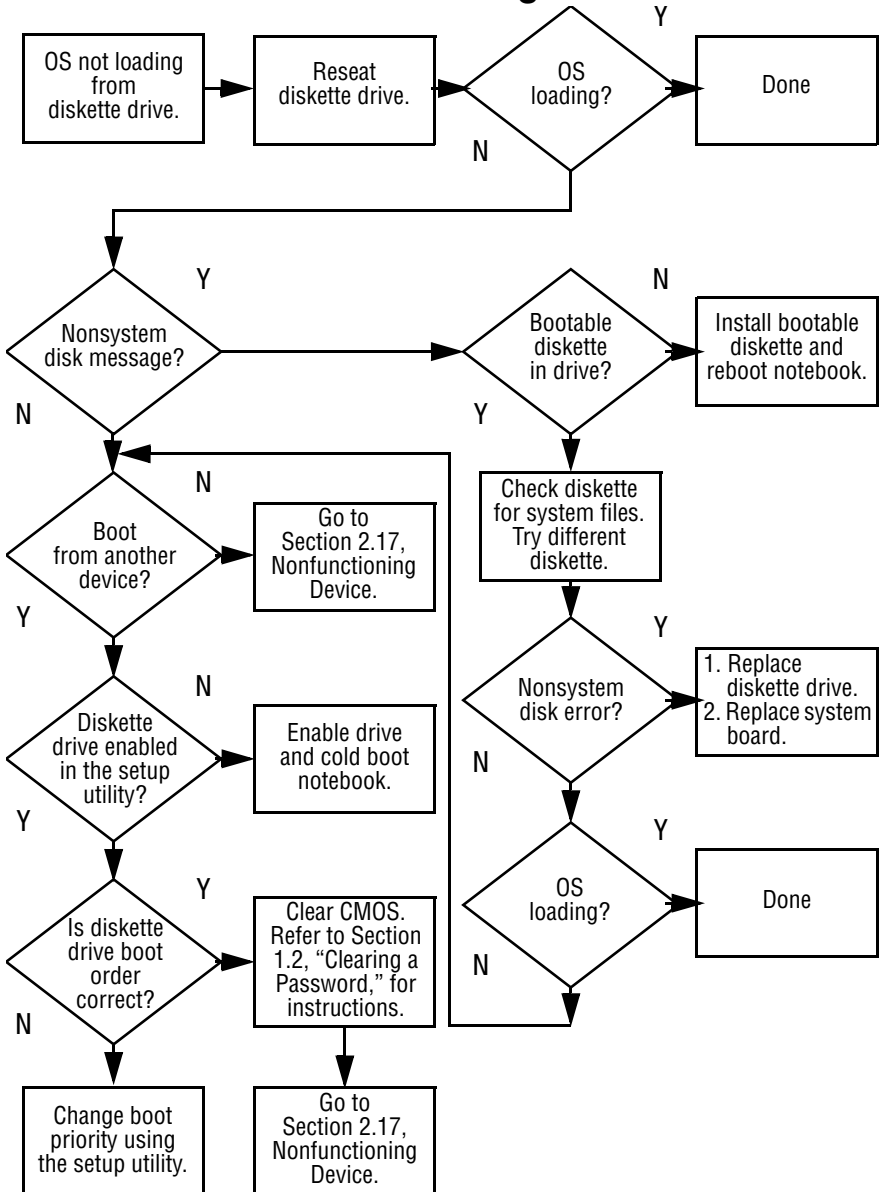 OS not loading
from
diskette drive.
Reseat
diskette drive.
OS
loading?
Y
Done
N
Nonsystem
disk message?
Y
N
Bootable
diskette
in drive?
N
Install bootable
diskette and
reboot notebook.
Y
Check diskette
for system files.
Try different
diskette.
Boot
from another
device?
N
Go to
Section 2.17,
Nonfunctioning
Device.
Y
Nonsystem
disk error?
Y
1. Replace
diskette drive.
2. Replace system
board.
N
Diskette
drive enabled
in the setup
utility?
N
Enable drive
and cold boot
notebook.
Y
OS
loading?
Y
Done
N
Is diskette
drive boot
order
correct?
Y
Clear CMOS.
Refer to Section
1.2, “Clearing a
Password,” for
instructions.
N
Change boot
priority using
the setup utility.
Go to
Section 2.17,
Nonfunctioning
Device.